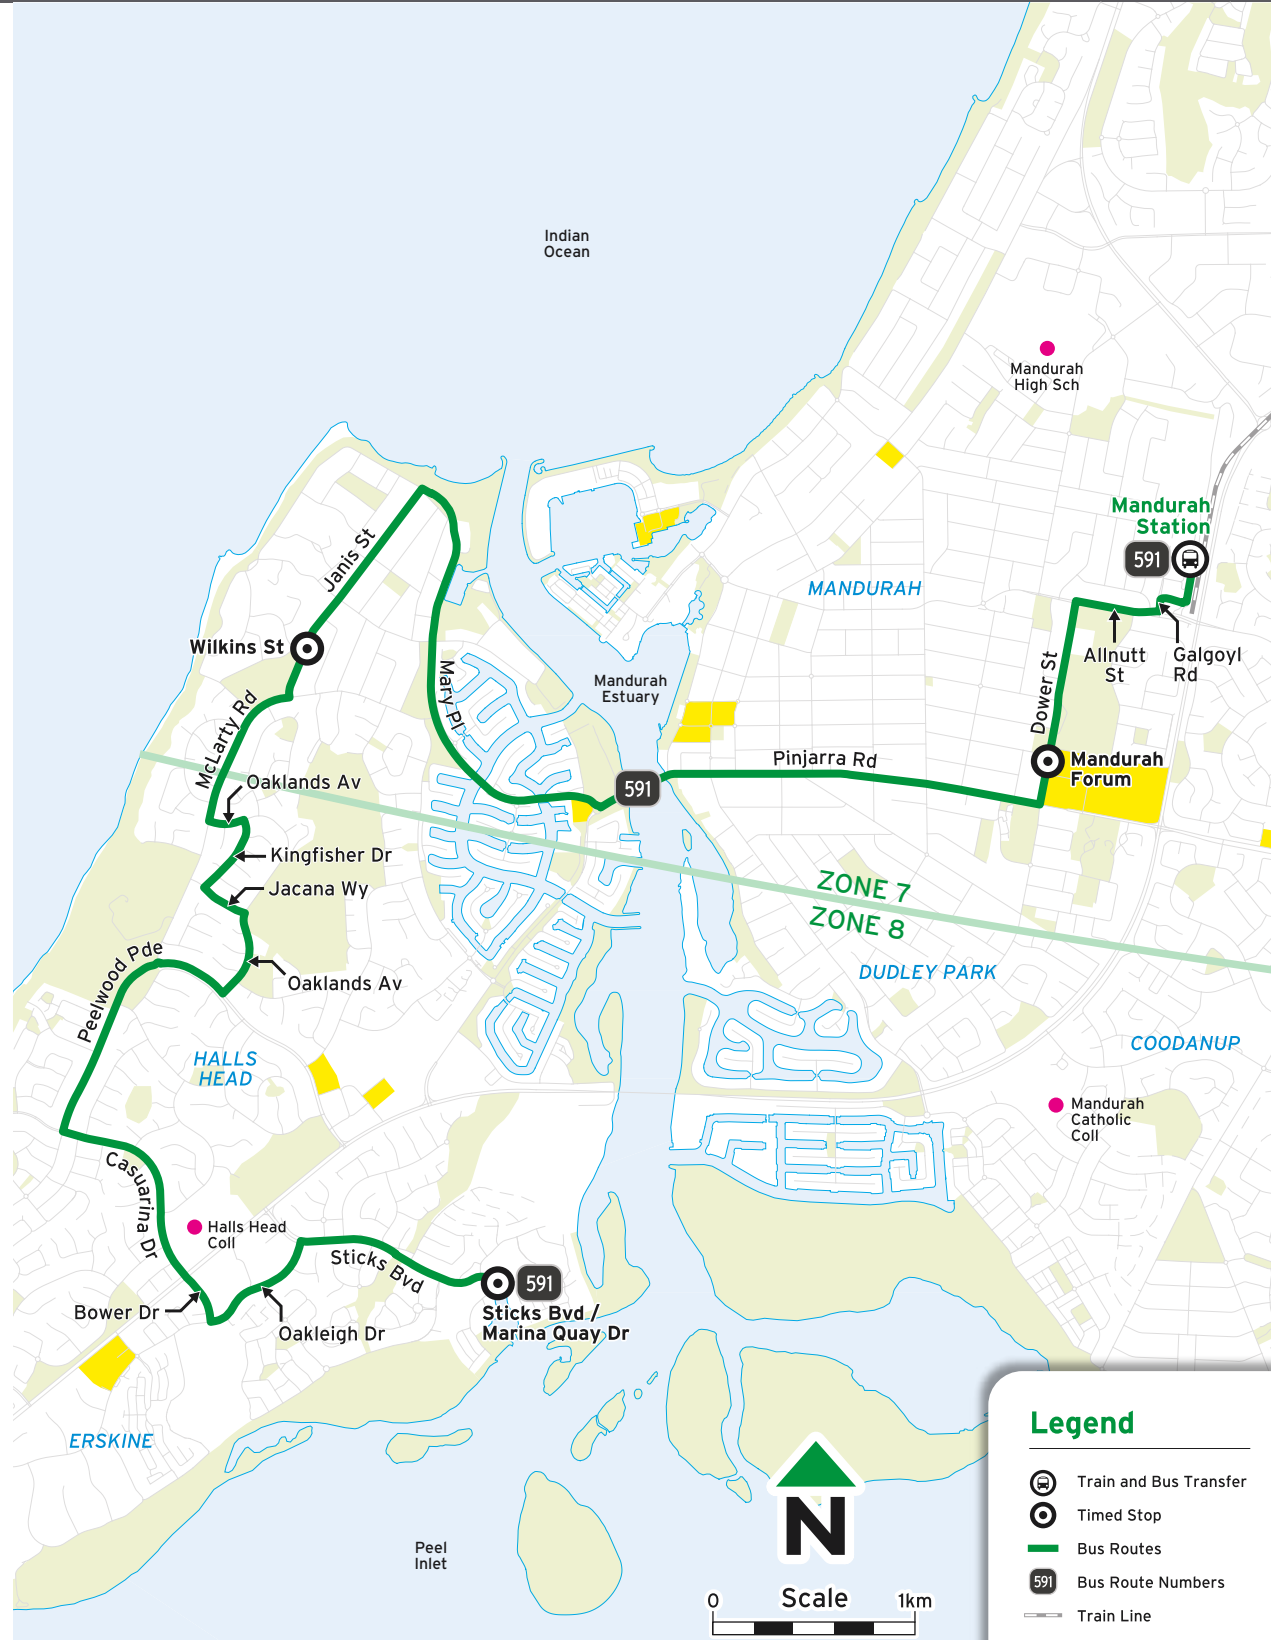 Indian
Ocean
Mandurah
High Sch
Mandurah
Station
591
MANDURAH
Janis St
Wilkins St
Allnutt
St
Galgoyl
Rd
Mandurah
Estuary
Mary Pl
Dower St
McLarty Rd
Pinjarra Rd
Mandurah
Forum
591
Oaklands Av
Kingfisher Dr
Jacana Wy
ZONE 7
ZONE 8
Peelwood Pde
Oaklands Av
DUDLEY PARK
HALLS
HEAD
COODANUP
Mandurah
Catholic
Coll
Casuarina Dr
Halls Head
Coll
Sticks Bvd
591
Bower Dr
Oakleigh Dr
Sticks Bvd /
Marina Quay Dr
ERSKINE
Peel
Inlet
N
Scale
0
1km
Legend
Train and Bus Transfer
Timed Stop
Bus Routes
591
Bus Route Numbers
Train Line